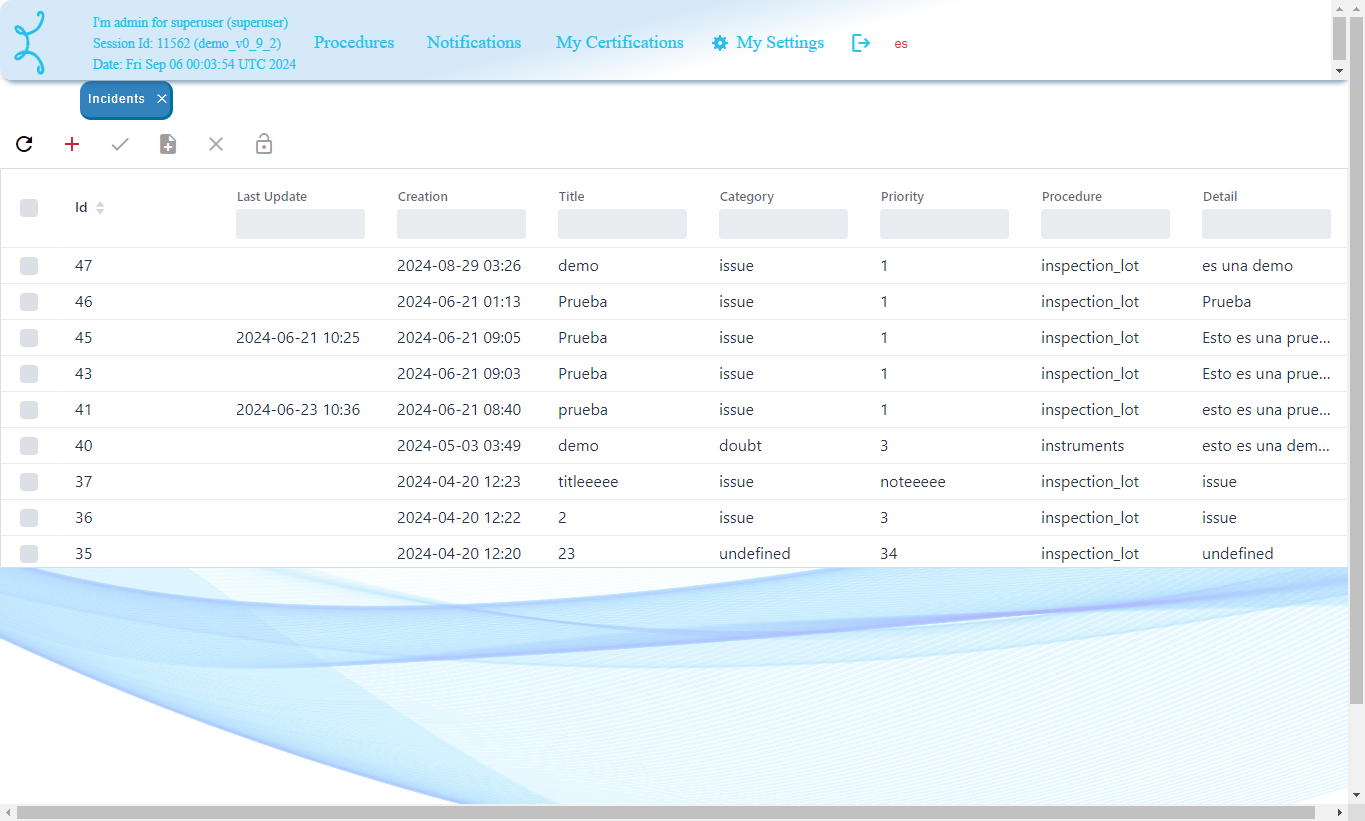 I'm admin for superuser (superuser)
Session Id: 11562 (demo_v0_9_2)
Date: Fri Sep 06 00:03:54 UTC 2024
Procedures Notifications My Certifications My Settings es
Incidents
Id Last Update Creation Title Category Priority Procedure Detail
47 2024-08-29 03:26 demo issue 1 inspection_lot es una demo
46 2024-06-21 01:13 Prueba issue 1 inspection_lot Prueba
45 2024-06-21 10:25 2024-06-21 09:05 Prueba issue 1 inspection_lot Esto es una prue...
43 2024-06-21 09:03 Prueba issue 1 inspection_lot Esto es una prue...
41 2024-06-23 10:36 2024-06-21 08:40 prueba issue 1 inspection_lot esto es una prue...
40 2024-05-03 03:49 demo doubt 3 instruments esto es una dem...
37 2024-04-20 12:23 titleeeee issue noteeeee inspection_lot issue
36 2024-04-20 12:22 2 issue 3 inspection_lot issue
35 2024-04-20 12:20 23 undefined 34 inspection_lot undefined